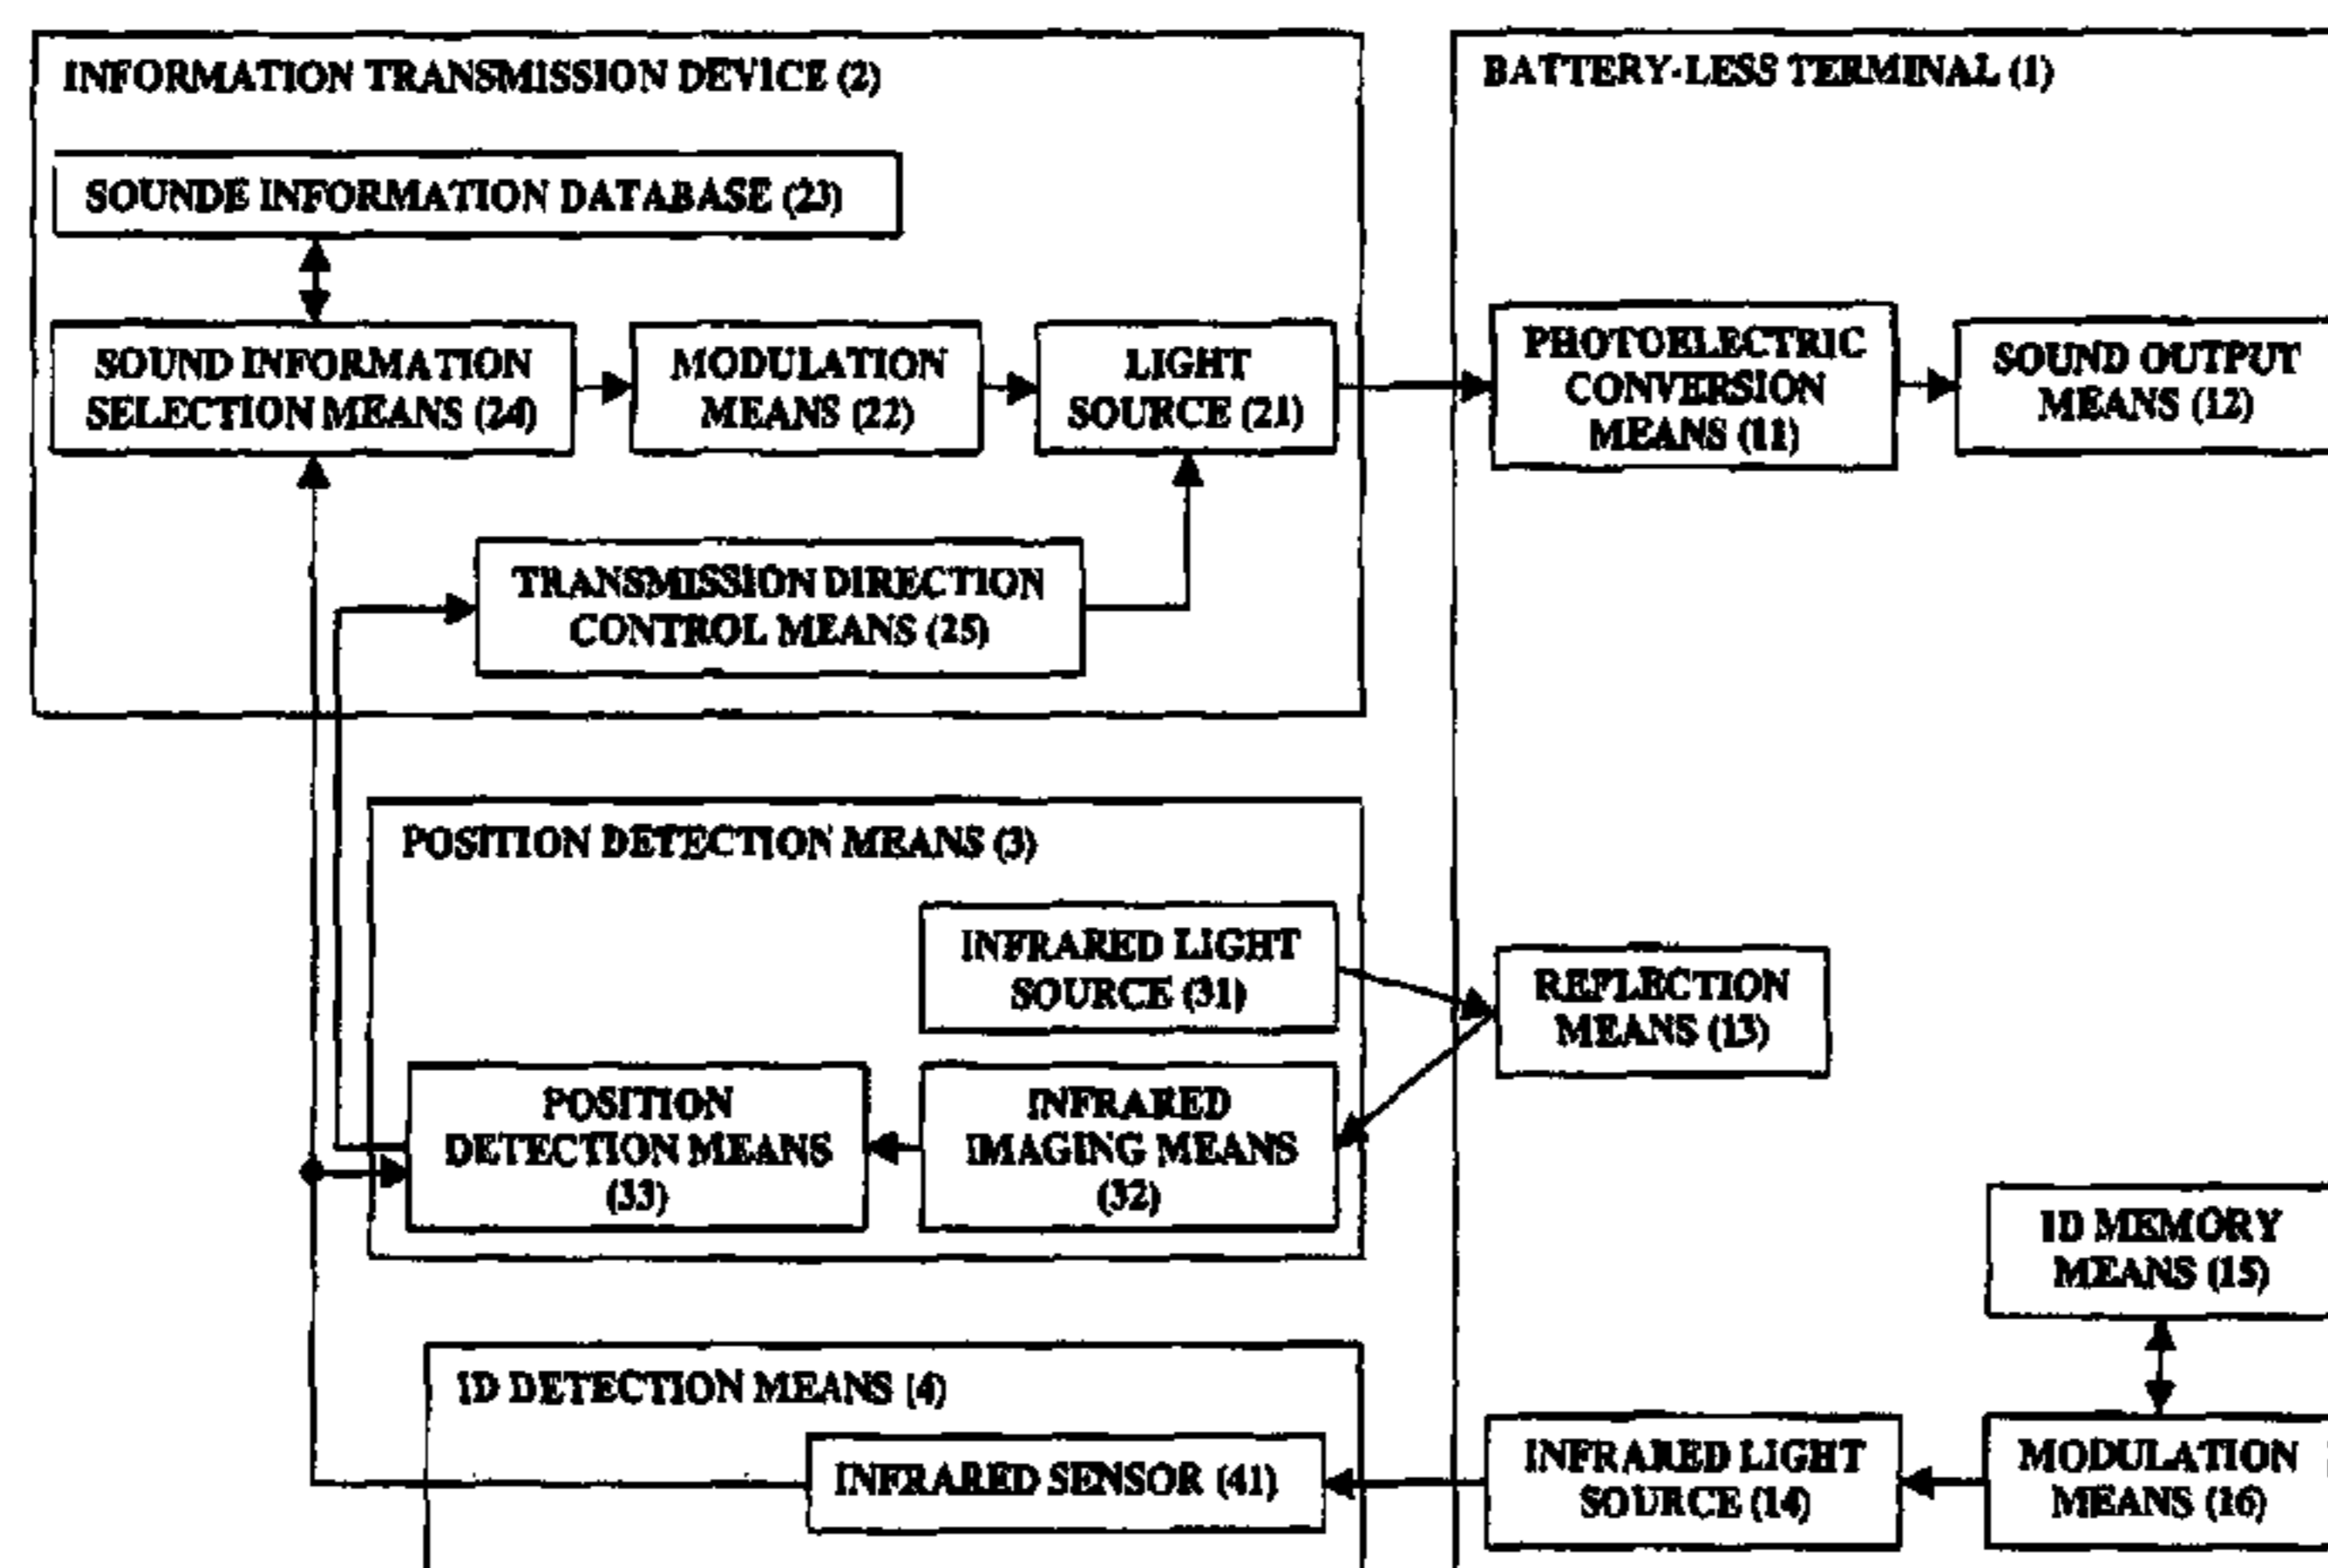 INFORMATION TRANSMISSION DEVICE (2)
SOUNDE INFORMATION DATABASE (23)
SOUND INFORMATION
SELECTION MEANS (24)
MODULATION
MEANS (22)
LIGHT
SOURCE (21)
TRANSMISSION DIRECTION
CONTROL MEANS (25)
BATTERY-LESS TERMINAL (1)
PHOTOELECTRIC
CONVERSION
MEANS (11)
SOUND OUTPUT
MEANS (12)
POSITION DETECTION MEANS (3)
INFRARED LIGHT
SOURCE (31)
POSITION
DETECTION MEANS
(33)
INFRARED
IMAGING MEANS
(32)
REFLECTION
MEANS (13)
ID MEMORY
MEANS (15)
ID DETECTION MEANS (4)
INFRARED SENSOR (41)
INFRARED LIGHT
SOURCE (14)
MODULATION
MEANS (16)